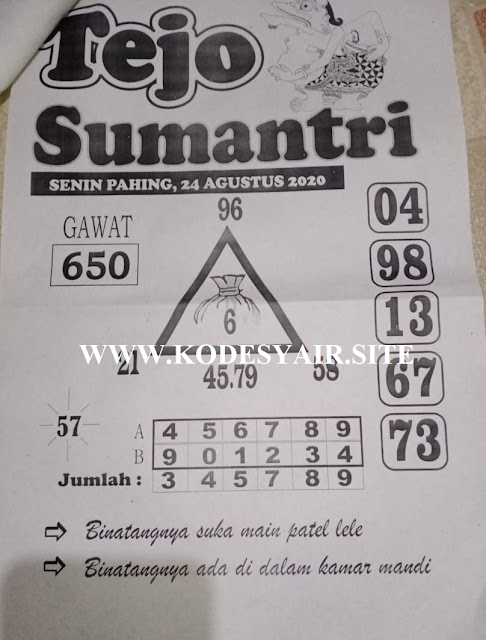 Tejo
Sumantri
SENIN PAHING, 24 AGUSTUS 2020
GAWAT
650
96
6
21
45.79
58
04
98
13
67
73
WWW.KODESYAIR.SITE
57
A 4 5 6 7 8 9
B 9 0 1 2 3 4
Jumlah : 3 4 5 7 8 9
⇨ Binatangnya suka main patel lele
⇨ Binatangnya ada di dalam kamar mandi